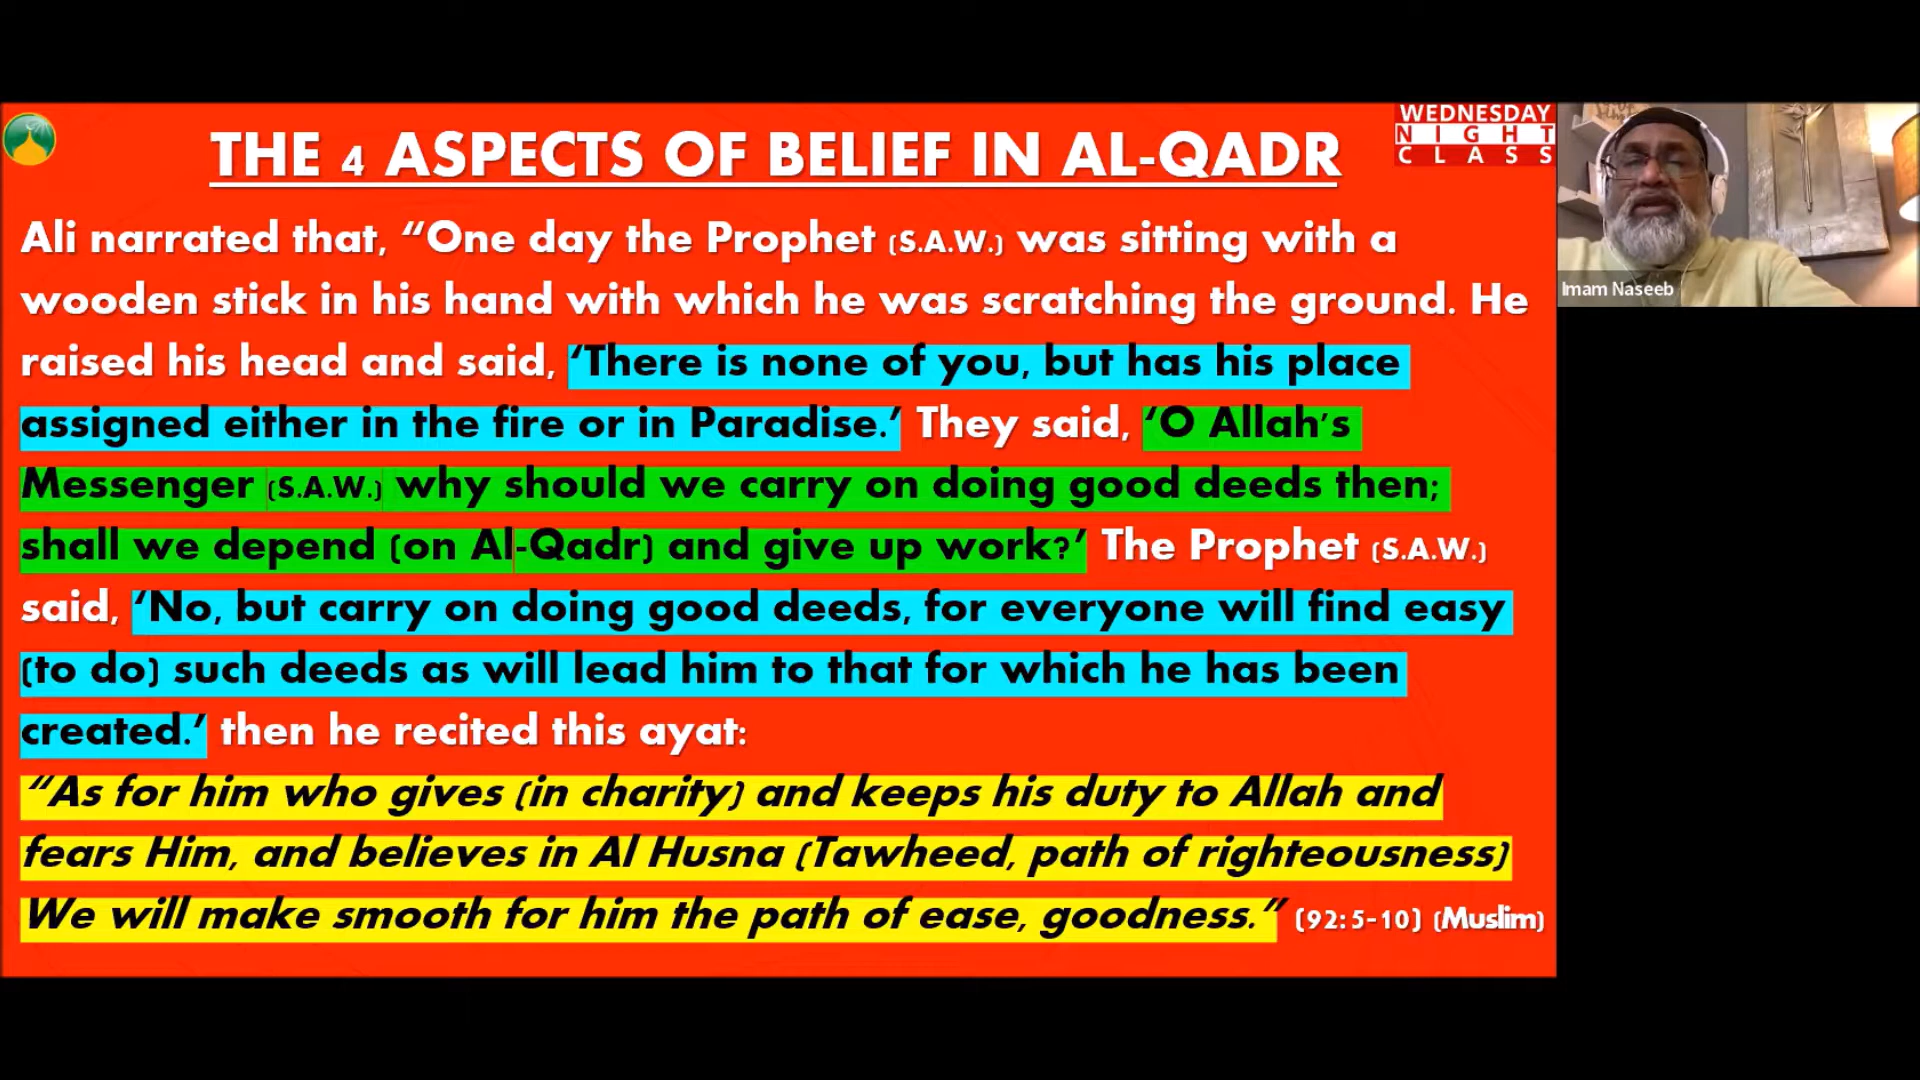 THE 4 ASPECTS OF BELIEF IN AL-QADR
WEDNESDAY
NIGHT
CLASS
Ali narrated that, “One day the Prophet (S.A.W.) was sitting with a
wooden stick in his hand with which he was scratching the ground. He
raised his head and said, ‘There is none of you, but has his place
assigned either in the fire or in Paradise.’ They said, ‘O Allah’s
Messenger (S.A.W.) why should we carry on doing good deeds then;
shall we depend (on Al-Qadr) and give up work?’ The Prophet (S.A.W.)
said, ‘No, but carry on doing good deeds, for everyone will find easy
(to do) such deeds as will lead him to that for which he has been
created.’ then he recited this ayat:
“As for him who gives (in charity) and keeps his duty to Allah and
fears Him, and believes in Al Husna (Tawheed, path of righteousness)
We will make smooth for him the path of ease, goodness.” (92:5-10) (Muslim)
Imam Naseeb